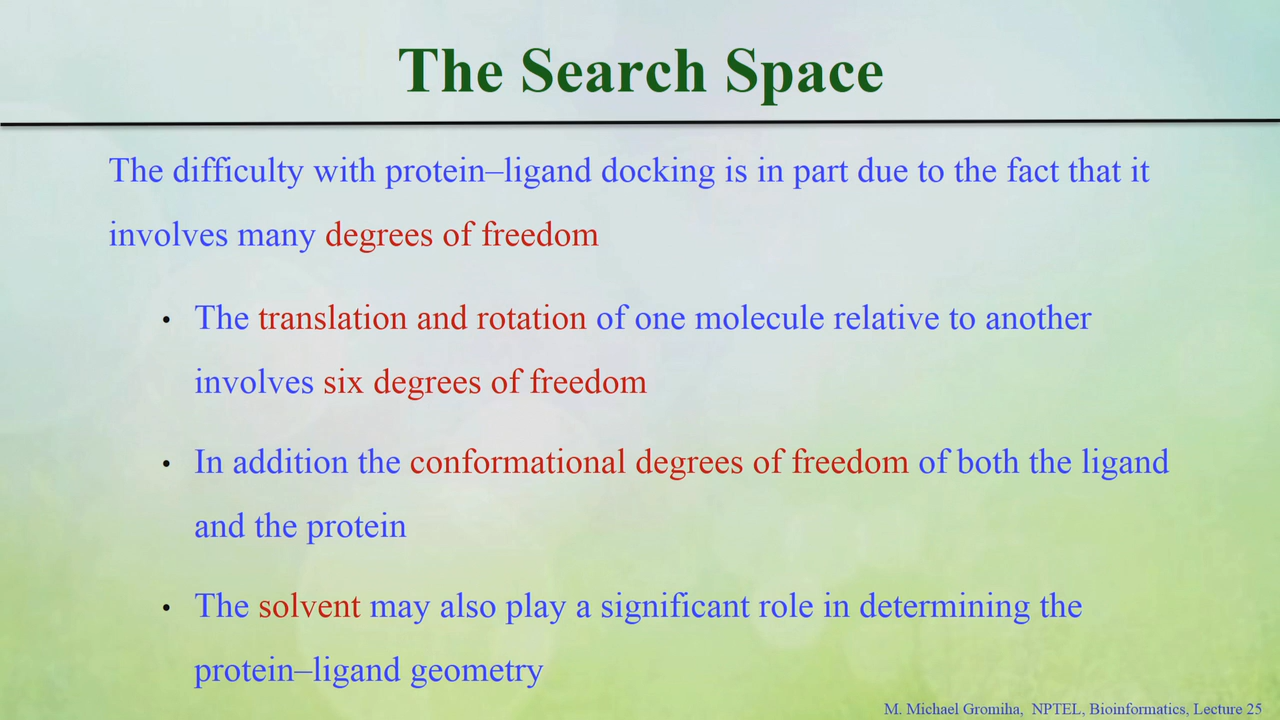 The Search Space
The difficulty with protein–ligand docking is in part due to the fact that it
involves many degrees of freedom
• The translation and rotation of one molecule relative to another
involves six degrees of freedom
• In addition the conformational degrees of freedom of both the ligand
and the protein
• The solvent may also play a significant role in determining the
protein–ligand geometry
M. Michael Gromiha, NPTEL, Bioinformatics, Lecture 25